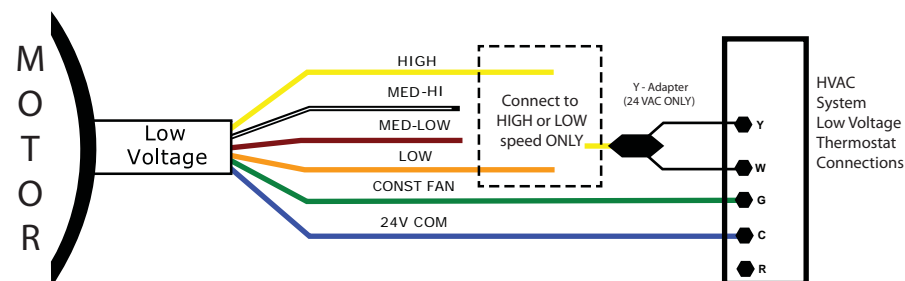 MOTOR
Low
Voltage
HIGH
MED-HI
MED-LOW
LOW
CONST FAN
24V COM
Connect to
HIGH or LOW
speed ONLY
Y - Adapter
(24 VAC ONLY)
Y
W
G
C
R
HVAC
System
Low Voltage
Thermostat
Connections